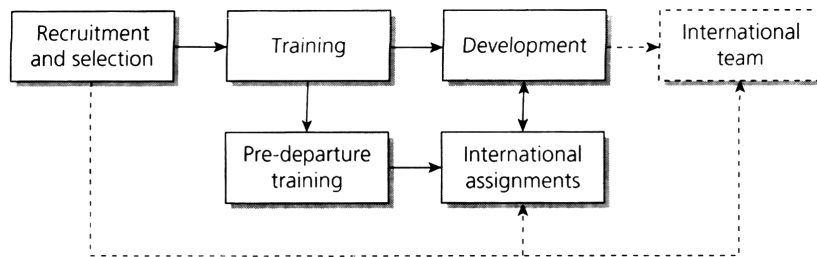 Recruitment
and selection
Training
Development
International
team
Pre-departure
training
International
assignments